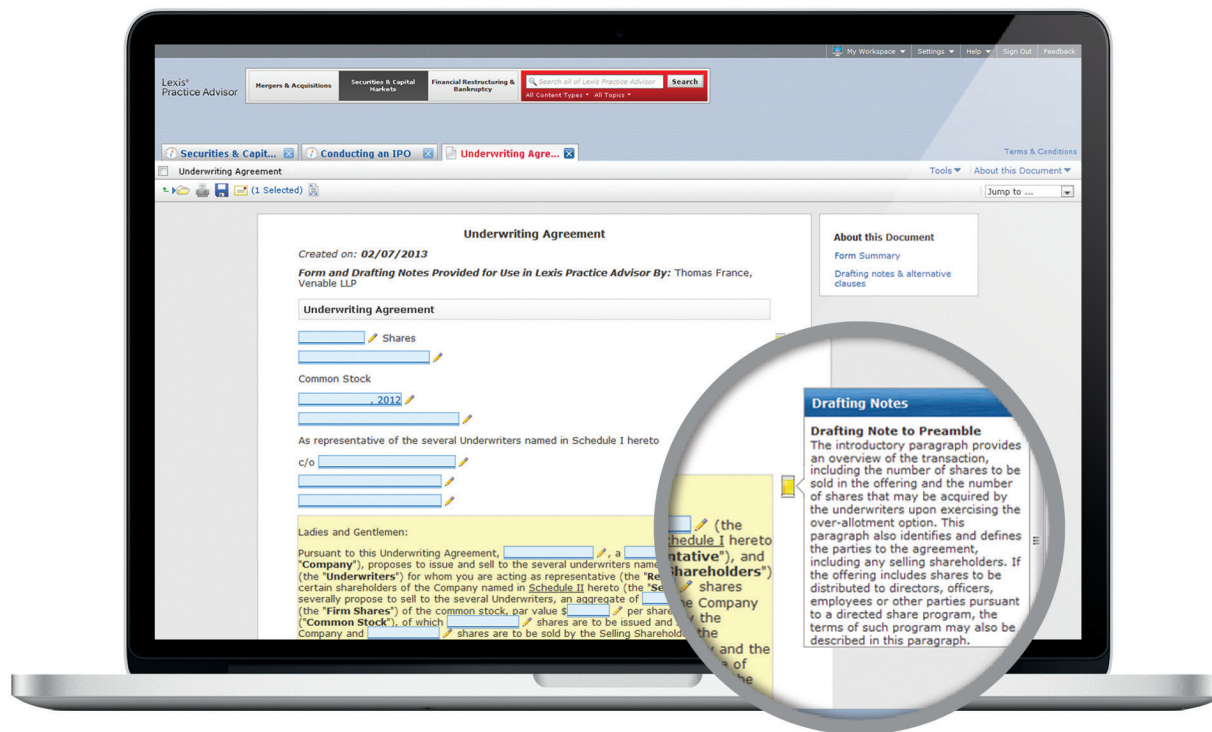 My Workspace Settings Help Sign Out Feedback
Lexis®
Practice Advisor
Mergers & Acquisitions
Securities & Capital
Markets
Financial Restructuring &
Bankruptcy
Search all of Lexis Practice Advisor
Search
All Content Types All Topics
Securities & Capit... Conducting an IPO Underwriting Agre...
Terms & Conditions
Underwriting Agreement
Tools About this Document
(1 Selected)
Jump to ...
Underwriting Agreement
Created on: 02/07/2013
Form and Drafting Notes Provided for Use in Lexis Practice Advisor By: Thomas France,
Venable LLP
Underwriting Agreement
Shares
Common Stock
, 2012
As representative of the several Underwriters named in Schedule I hereto
c/o
Ladies and Gentlemen:
Pursuant to this Underwriting Agreement, , a
"Company"), proposes to issue and sell to the several underwriters name
(the "Underwriters") for whom you are acting as representative (the "Re
certain shareholders of the Company named in Schedule II hereto (the "Se
severally propose to sell to the several Underwriters, an aggregate of
(the "Firm Shares") of the common stock, par value $ per share
("Common Stock"), of which shares are to be issued and
Company and shares are to be sold by the Selling Sharehold
About this Document
Form Summary
Drafting notes & alternative
clauses
(the
chedule I hereto
ntative"), and
Shareholders")
shares
e Company
y the
the
y and the
e of
he
Drafting Notes
Drafting Note to Preamble
The introductory paragraph provides
an overview of the transaction,
including the number of shares to be
sold in the offering and the number
of shares that may be acquired by
the underwriters upon exercising the
over-allotment option. This
paragraph also identifies and defines
the parties to the agreement,
including any selling shareholders. If
the offering includes shares to be
distributed to directors, officers,
employees or other parties pursuant
to a directed share program, the
terms of such program may also be
described in this paragraph.